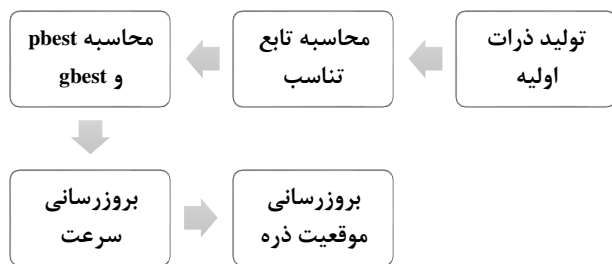 تولید ذرات
اولیه
محاسبه تابع
تناسب
محاسبه pbest
و gbest
بروزرسانی
سرعت
بروزرسانی
موقعیت ذره